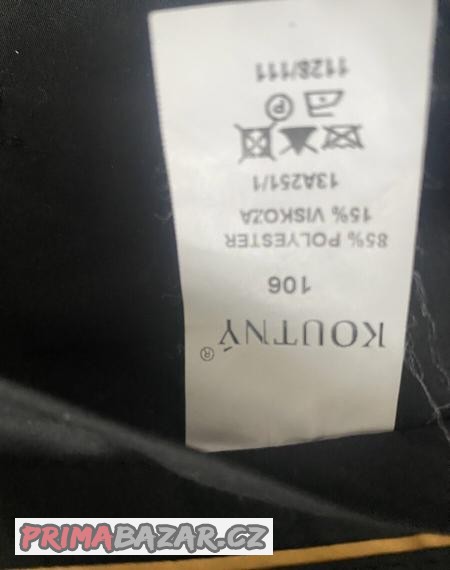 KOUTNÝ®
106
85% POLYESTER
15% VISKOZA
13A251/1
P
1128/111
PRIMABAZAR.CZ